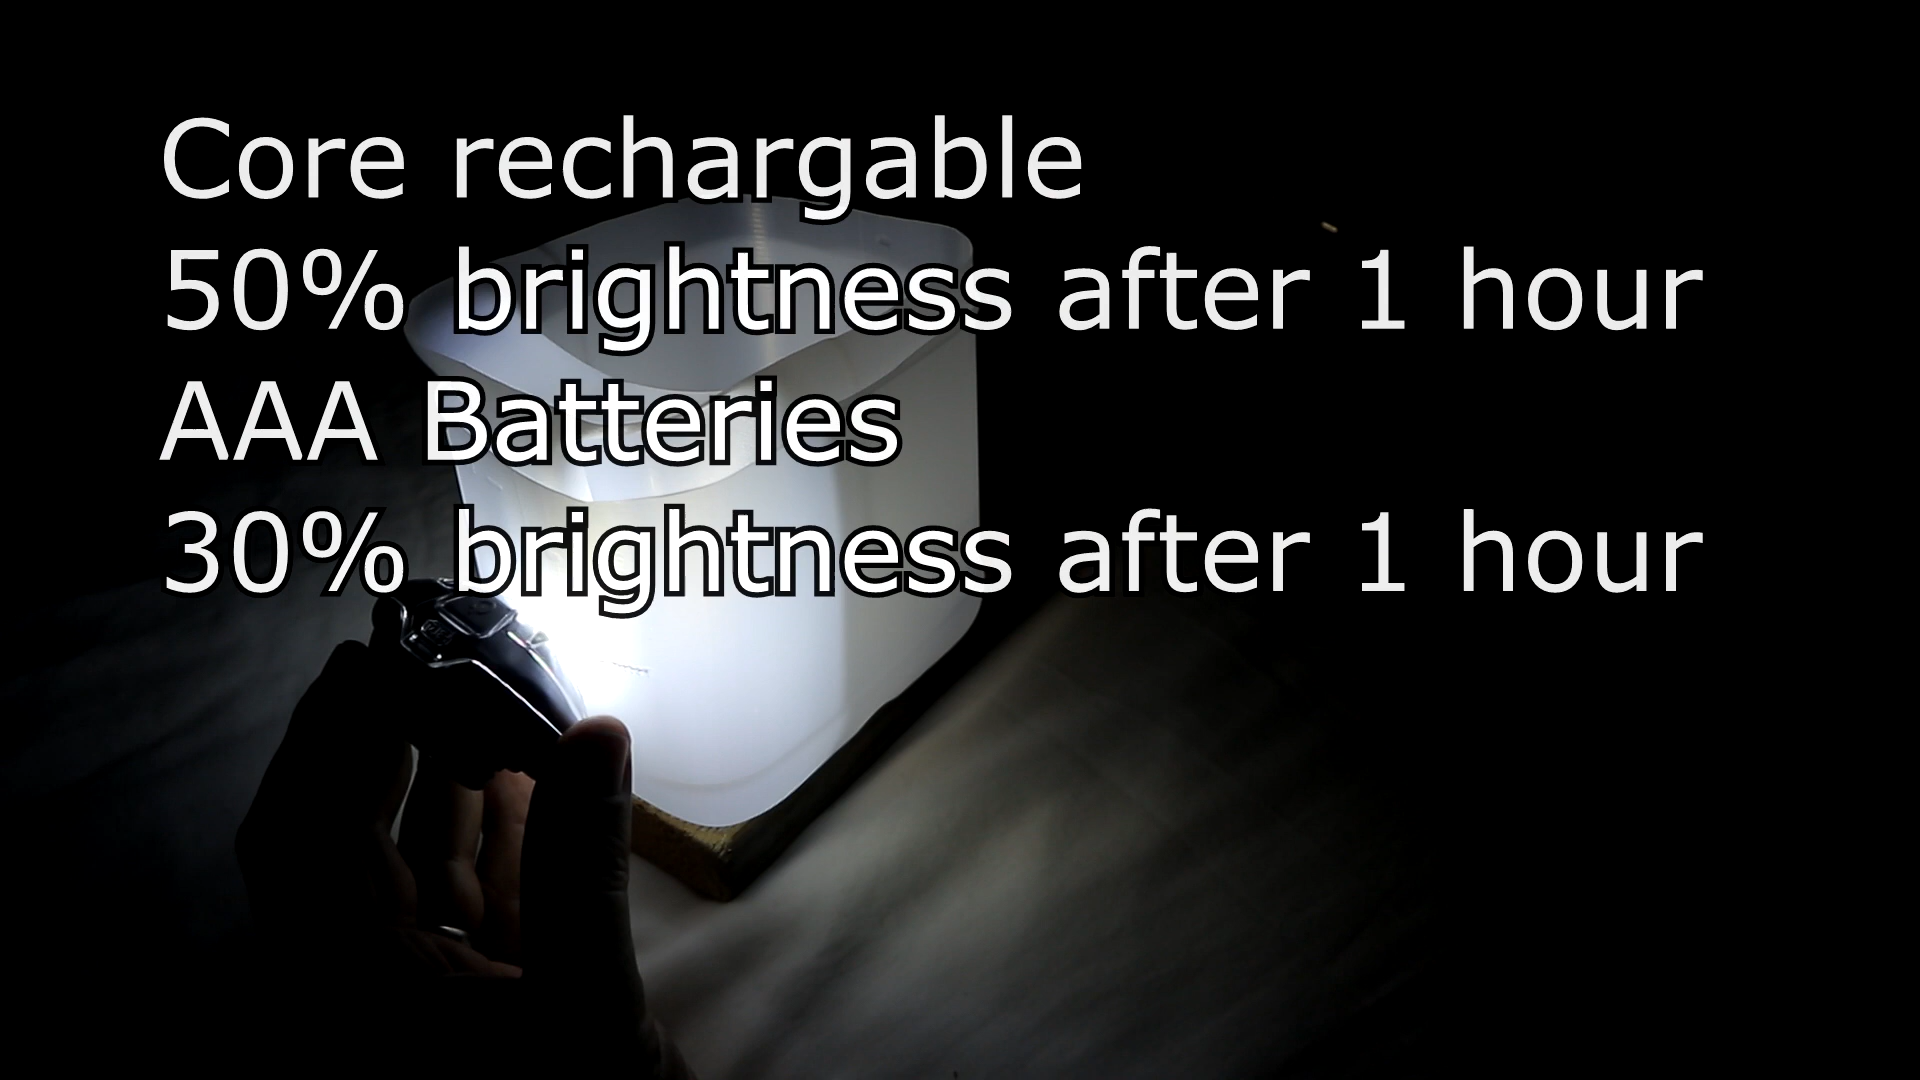 Core rechargable
50% brightness after 1 hour
AAA Batteries
30% brightness after 1 hour